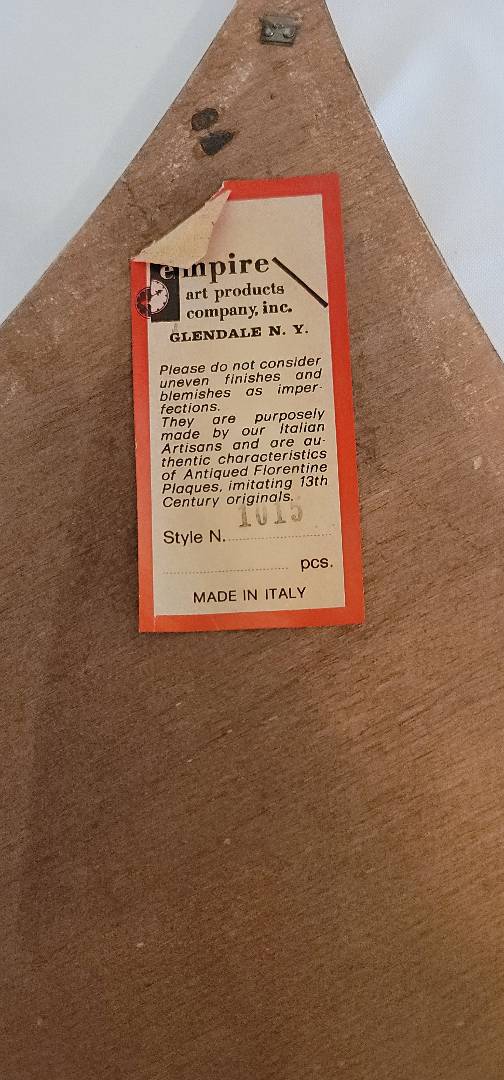 empire
art products
company, inc.
GLENDALE N. Y.
Please do not consider
uneven finishes and
blemishes as imper-
fections.
They are purposely
made by our Italian
Artisans and are au-
thentic characteristics
of Antiqued Florentine
Plaques, imitating 13th
Century originals.
Style N. 1015
pcs.
MADE IN ITALY